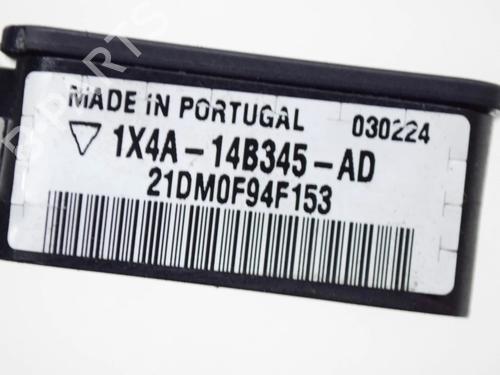 MADE IN PORTUGAL 030224
1X4A-14B345-AD
21DM0F94F153